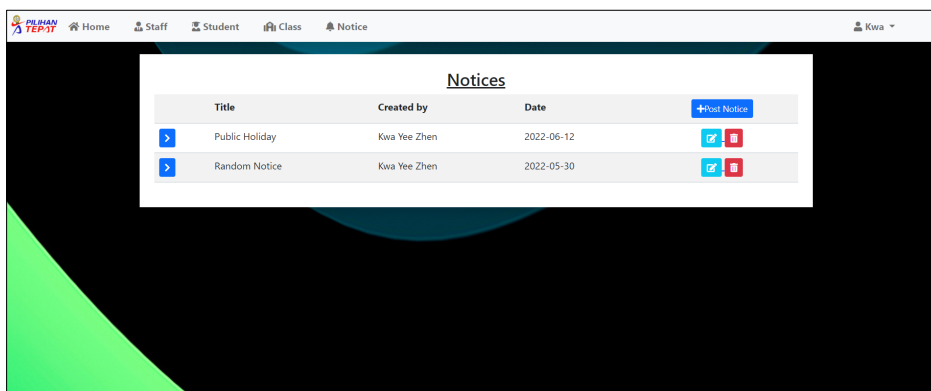 PILIHAN TEPAT Home Staff Student Class Notice Kwa
Notices
Title Created by Date +Post Notice
Public Holiday Kwa Yee Zhen 2022-06-12
Random Notice Kwa Yee Zhen 2022-05-30